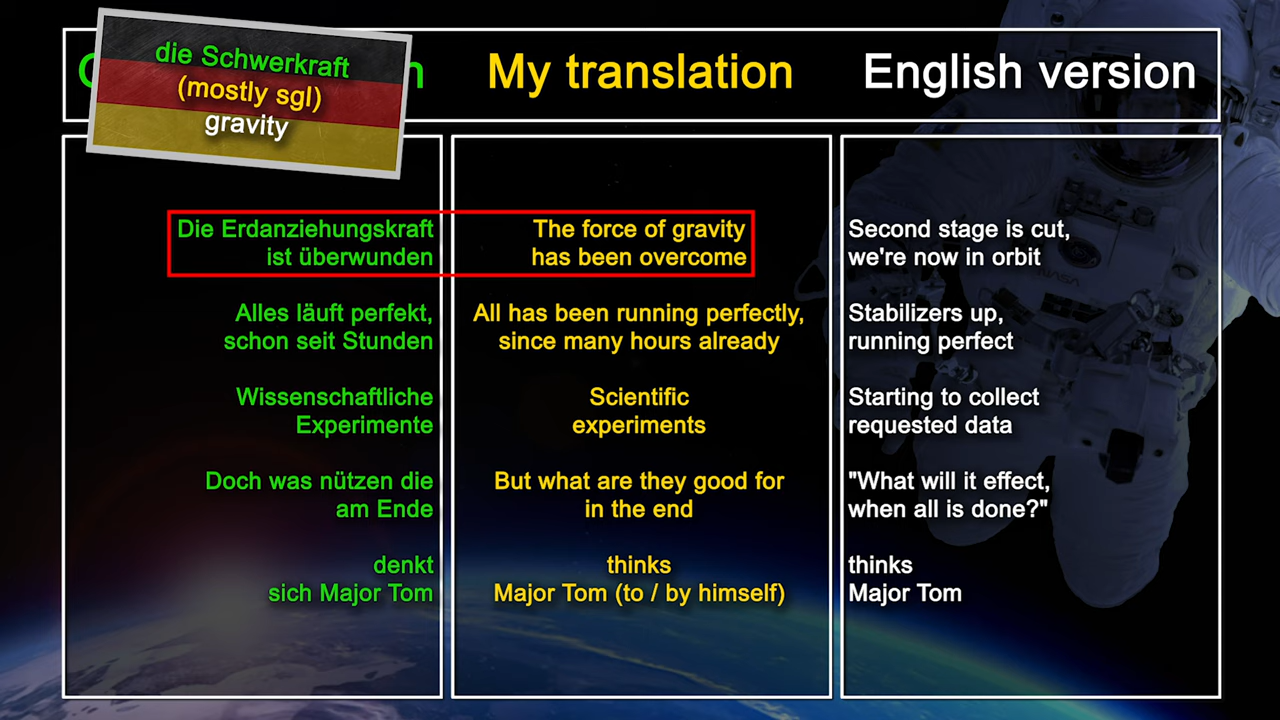 die Schwerkraft
(mostly sgl)
gravity
My translation
English version
Die Erdanziehungskraft
ist überwunden
Alles läuft perfekt,
schon seit Stunden
Wissenschaftliche
Experimente
Doch was nützen die
am Ende
denkt
sich Major Tom
The force of gravity
has been overcome
All has been running perfectly,
since many hours already
Scientific
experiments
But what are they good for
in the end
thinks
Major Tom (to / by himself)
Second stage is cut,
we're now in orbit
Stabilizers up,
running perfect
Starting to collect
requested data
"What will it effect,
when all is done?"
thinks
Major Tom
NASA